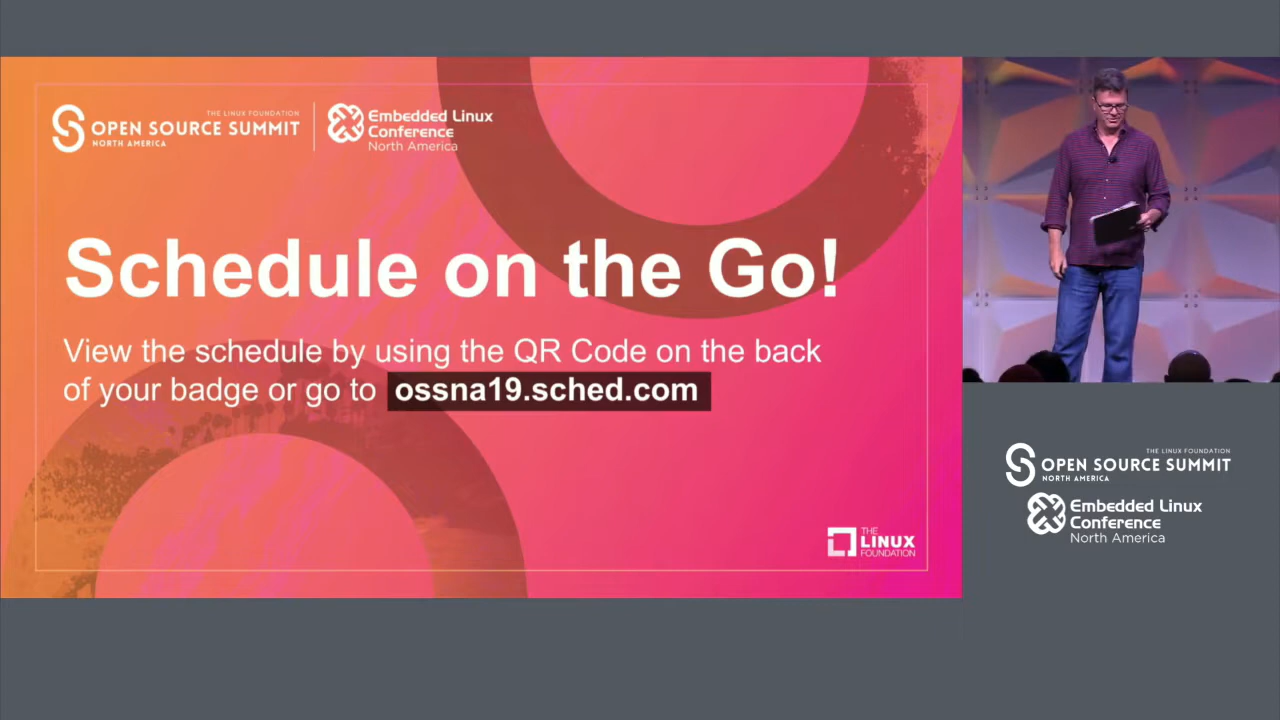 THE LINUX FOUNDATION
OPEN SOURCE SUMMIT
NORTH AMERICA
Embedded Linux
Conference
North America
Schedule on the Go!
View the schedule by using the QR Code on the back
of your badge or go to ossna19.sched.com
THE
LINUX
FOUNDATION
THE LINUX FOUNDATION
OPEN SOURCE SUMMIT
NORTH AMERICA
Embedded Linux
Conference
North America